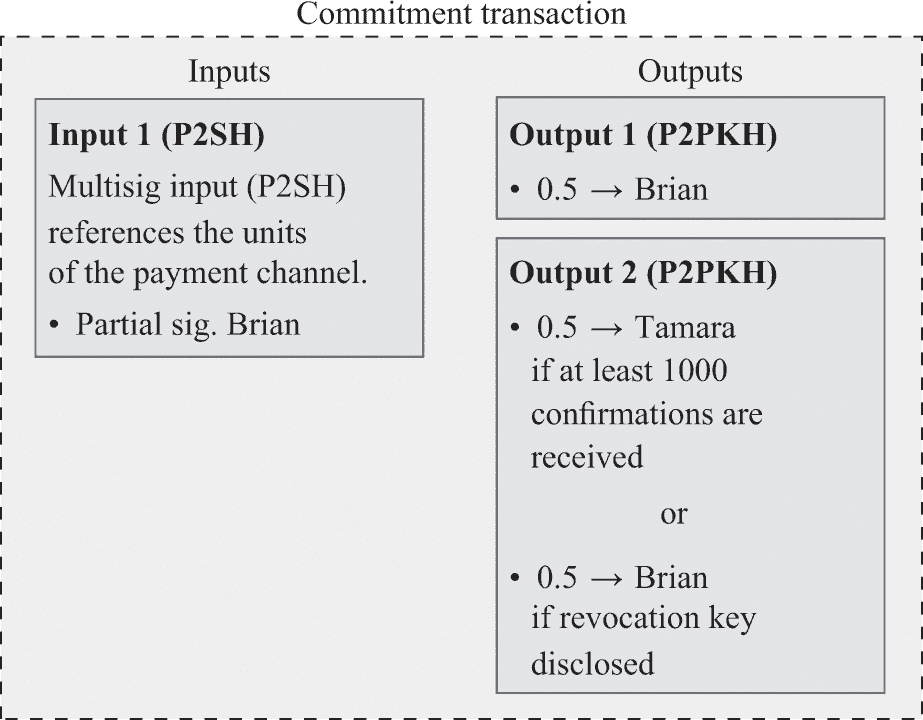 Commitment transaction
Inputs
Input 1 (P2SH)
Multisig input (P2SH)
references the units
of the payment channel.
• Partial sig. Brian
Outputs
Output 1 (P2PKH)
• 0.5 → Brian
Output 2 (P2PKH)
• 0.5 → Tamara
if at least 1000
confirmations are
received
or
• 0.5 → Brian
if revocation key
disclosed